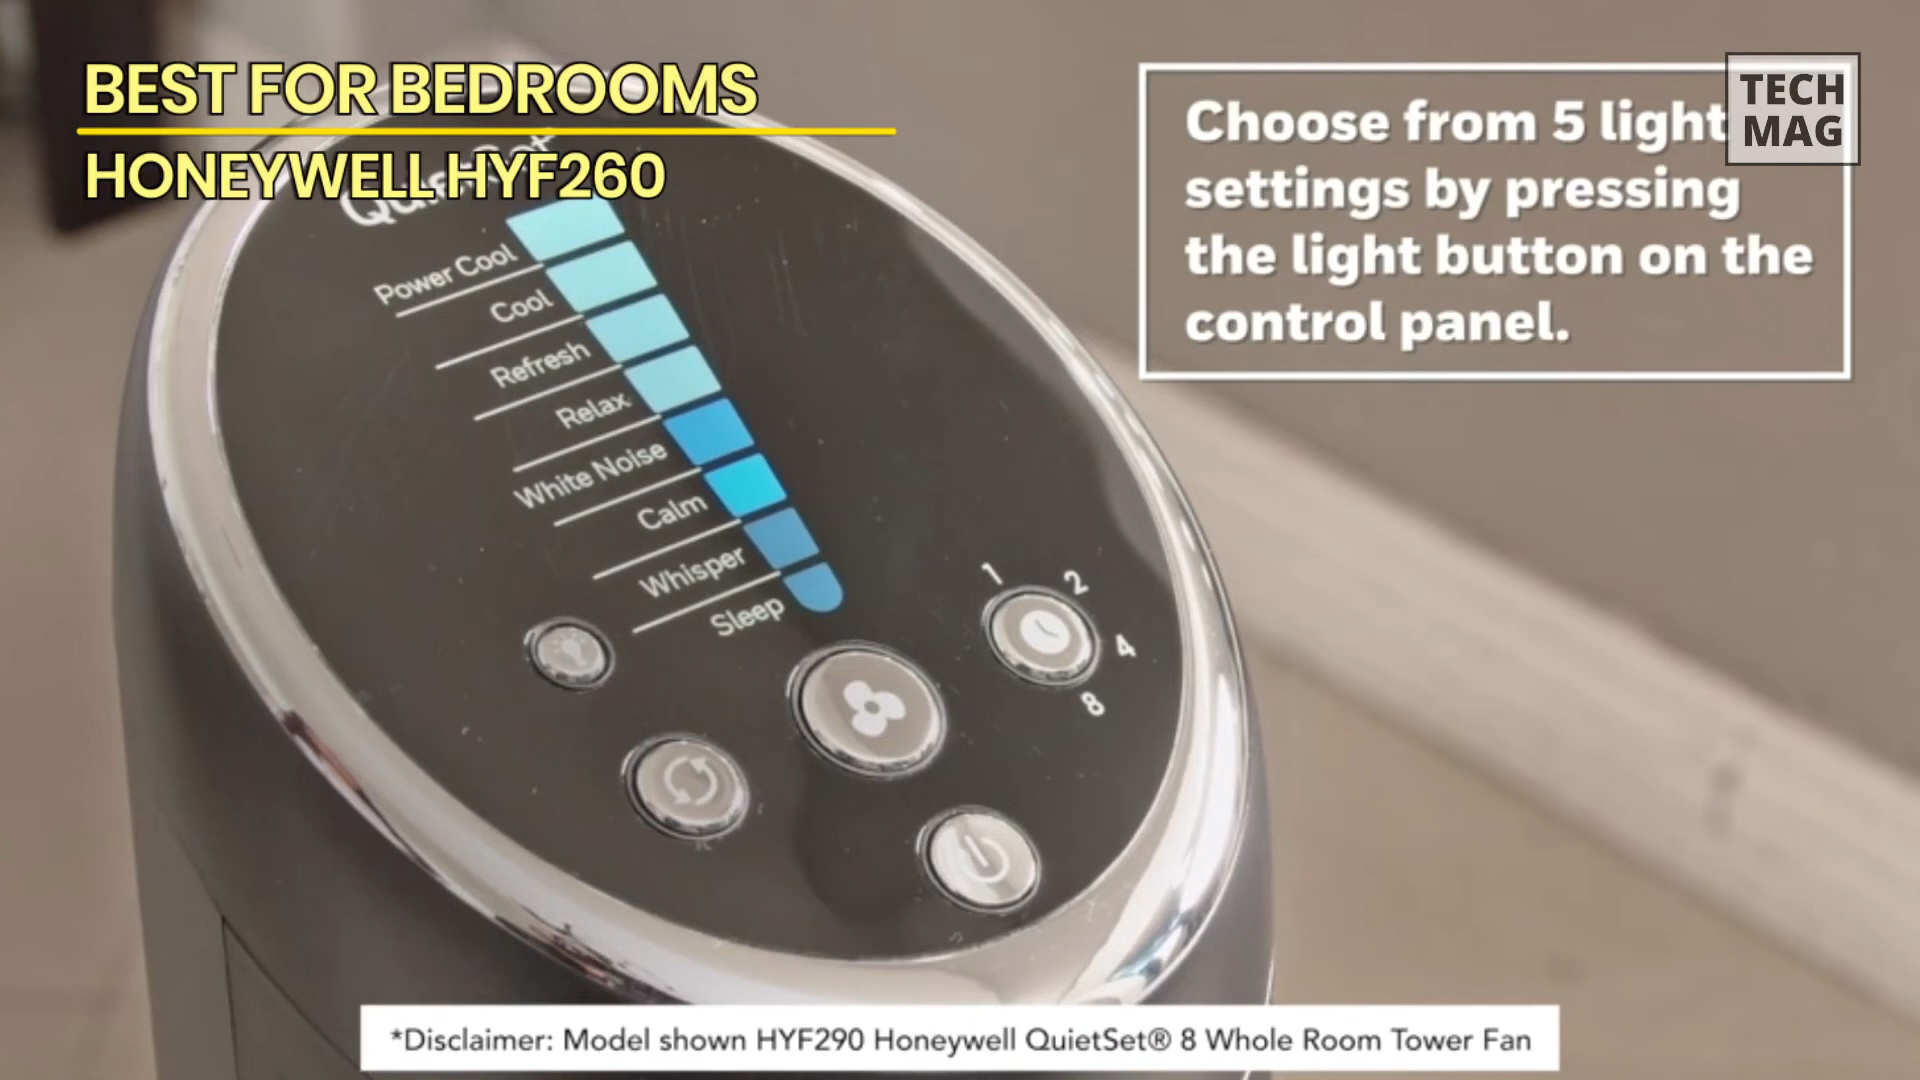 BEST FOR BEDROOMS
HONEYWELL HYF260
TECH
MAG
Choose from 5 light
settings by pressing
the light button on the
control panel.
QuietSet
Power Cool
Cool
Refresh
Relax
White Noise
Calm
Whisper
Sleep
1
2
4
8
*Disclaimer: Model shown HYF290 Honeywell QuietSet® 8 Whole Room Tower Fan